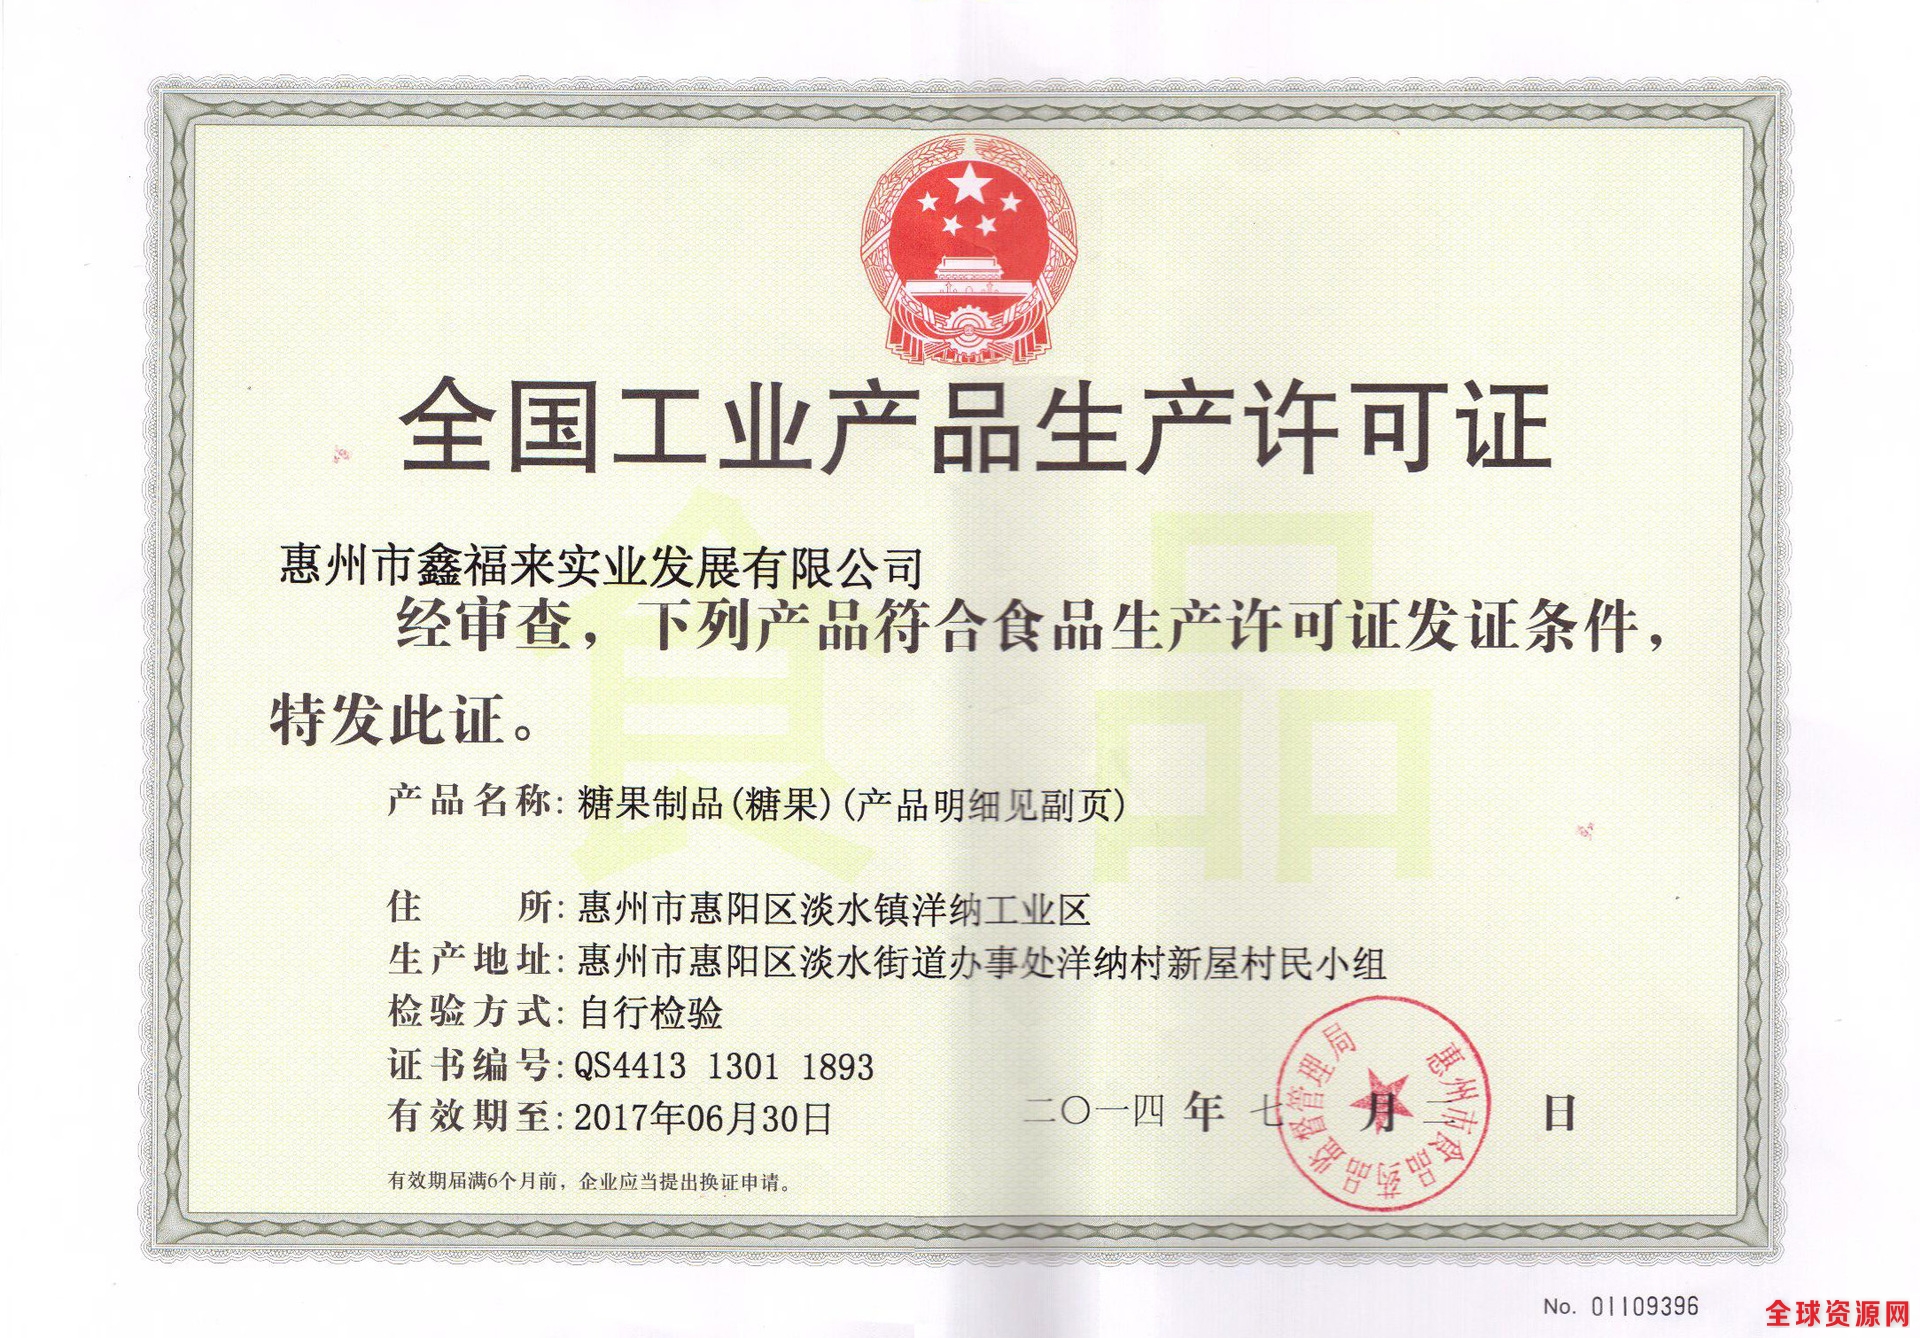 全国工业产品生产许可证
食品
惠州市鑫福来实业发展有限公司
经审查，下列产品符合食品生产许可证发证条件，
特发此证。
产品名称：糖果制品(糖果)(产品明细见副页)
住所：惠州市惠阳区淡水镇洋纳工业区
生产地址：惠州市惠阳区淡水街道办事处洋纳村新屋村民小组
检验方式：自行检验
证书编号：QS4413 1301 1893
有效期至：2017年06月30日
二〇一四年七月 日
惠州市食品药品监督管理局
有效期届满6个月前，企业应当提出换证申请。
No. 01109396
全球资源网